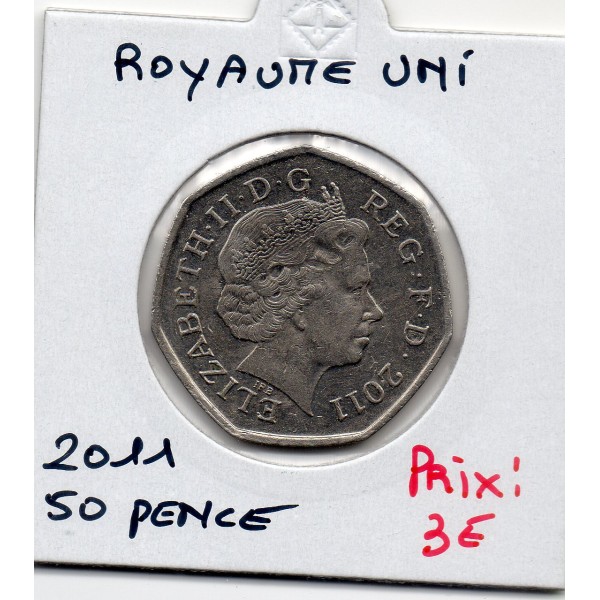 ROYAUME UNI
ELIZABETH·II·D·G REG·F·D·2011
IRB
2011
50 PENCE
Prix:
3E